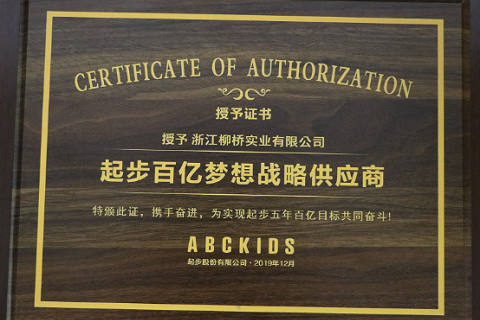 CERTIFICATE OF AUTHORIZATION
授予证书
授予 浙江柳桥实业有限公司
起步百亿梦想战略供应商
特颁此证，携手奋进，为实现起步五年百亿目标共同奋斗!
ABCKIDS
起步股份有限公司·2019年12月